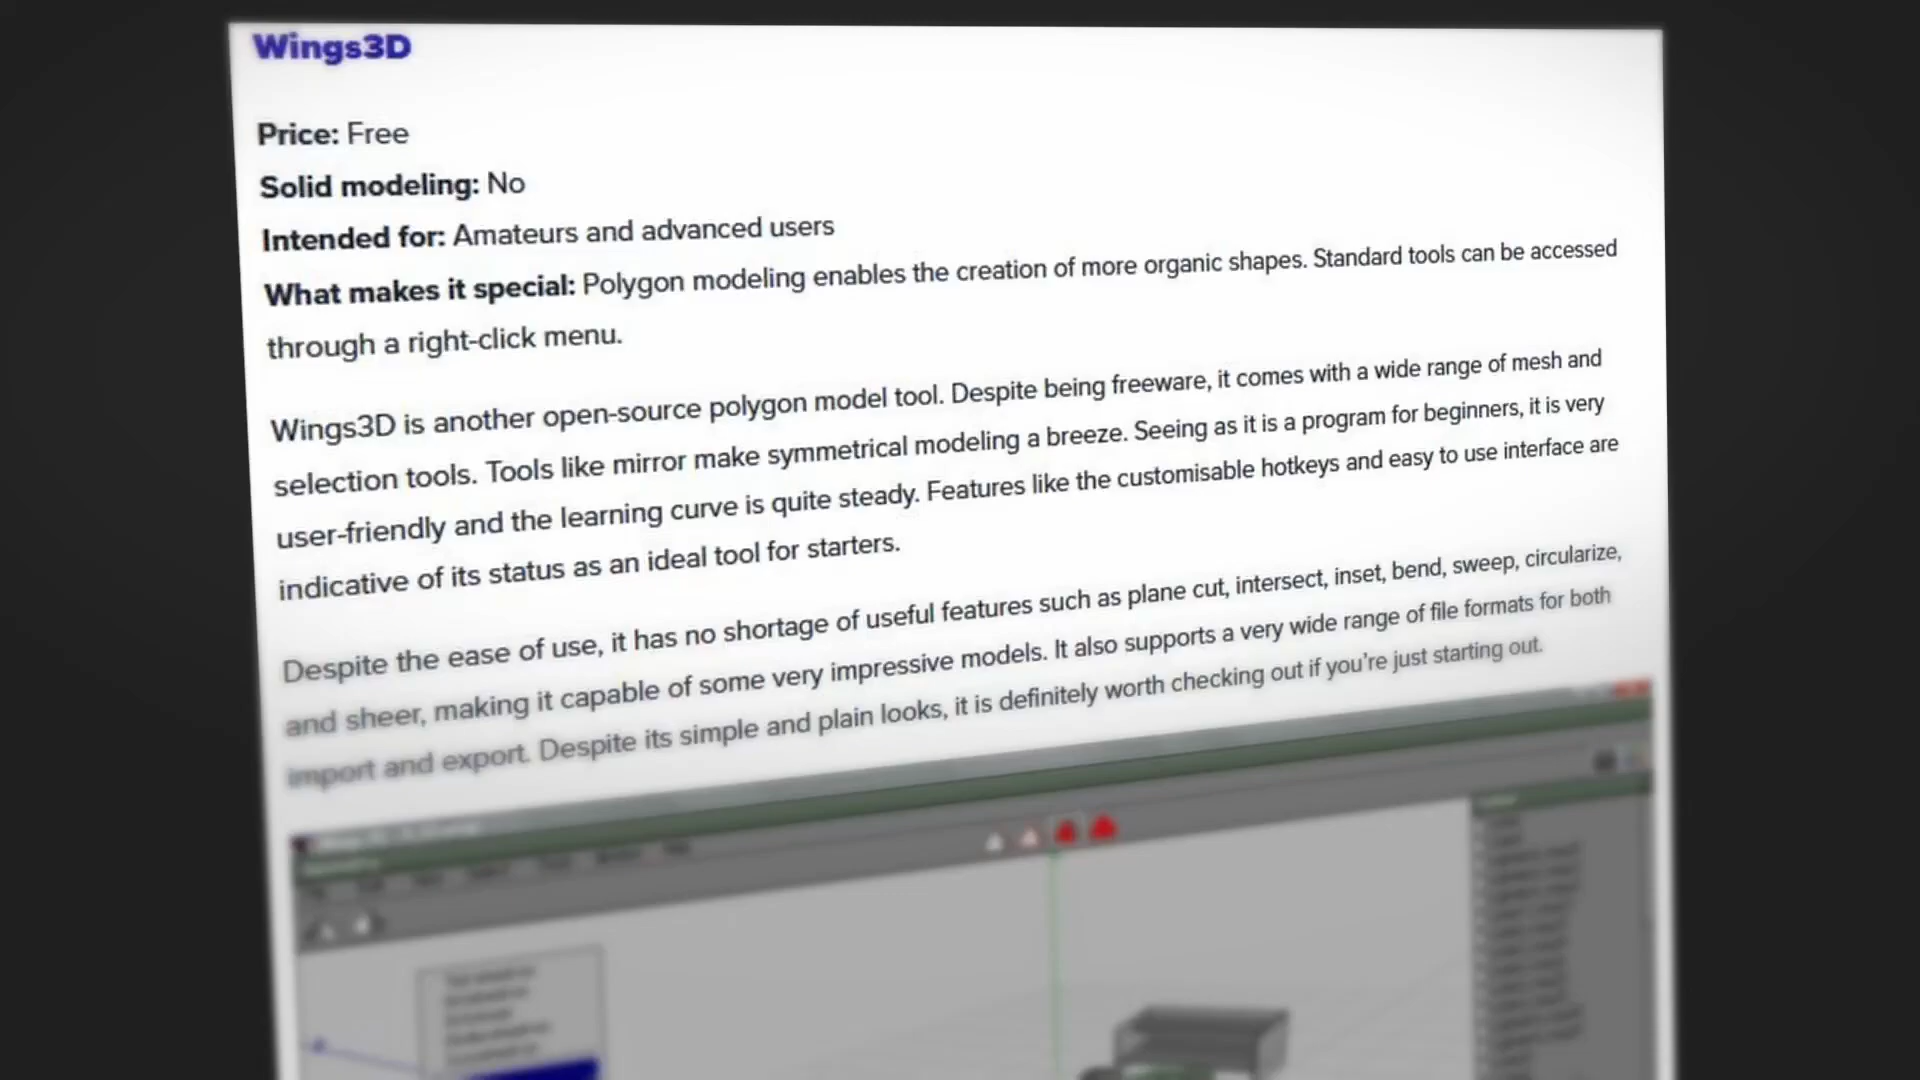 Wings3D
Price: Free
Solid modeling: No
Intended for: Amateurs and advanced users
What makes it special: Polygon modeling enables the creation of more organic shapes. Standard tools can be accessed
through a right-click menu.
Wings3D is another open-source polygon model tool. Despite being freeware, it comes with a wide range of mesh and
selection tools. Tools like mirror make symmetrical modeling a breeze. Seeing as it is a program for beginners, it is very
user-friendly and the learning curve is quite steady. Features like the customisable hotkeys and easy to use interface are
indicative of its status as an ideal tool for starters.
Despite the ease of use, it has no shortage of useful features such as plane cut, intersect, inset, bend, sweep, circularize,
and sheer, making it capable of some very impressive models. It also supports a very wide range of file formats for both
import and export. Despite its simple and plain looks, it is definitely worth checking out if you're just starting out.